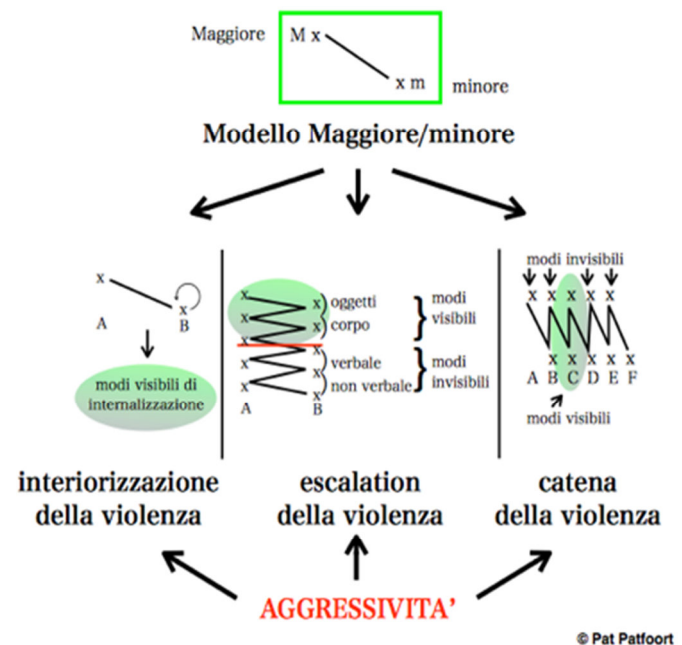 Maggiore M x
x m minore
Modello Maggiore/minore
x
x
A B
modi visibili di
internalizzazione
x x oggetti
x x corpo
x x verbale
x x non verbale
x x
A B
modi
visibili
modi
invisibili
modi invisibili
x x x x x
x x x x x
A B C D E F
modi visibili
interiorizzazione
della violenza
escalation
della violenza
catena
della violenza
AGGRESSIVITA'
© Pat Patfoort